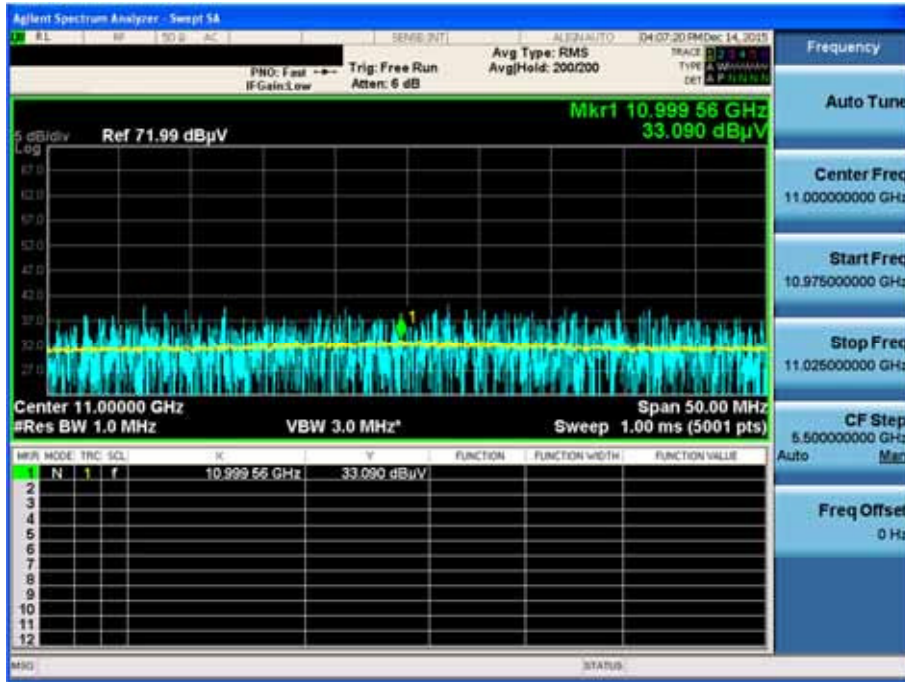 Agilent Spectrum Analyzer - Swept SA
RL RF 50 Ω AC SENSE:INT ALIGNAUTO 04:07:20 PM Dec 14, 2015
PNO: Fast
IFGain:Low
Trig: Free Run
Atten: 6 dB
Avg Type: RMS
Avg|Hold: 200/200
TRACE
TYPE
DET
Mkr1 10.999 56 GHz
33.090 dBµV
5 dB/div Ref 71.99 dBµV
Log
67.0
62.0
57.0
52.0
47.0
42.0
37.0
32.0
27.0
1
Center 11.00000 GHz Span 50.00 MHz
#Res BW 1.0 MHz VBW 3.0 MHz* Sweep 1.00 ms (5001 pts)
MKR MODE TRC SCL X Y FUNCTION FUNCTION WIDTH FUNCTION VALUE
1 N 1 f 10.999 56 GHz 33.090 dBµV
2
3
4
5
6
7
8
9
10
11
12
MSG STATUS
Frequency
Auto Tune
Center Freq
11.000000000 GHz
Start Freq
10.975000000 GHz
Stop Freq
11.025000000 GHz
CF Step
5.500000000 GHz
Auto Man
Freq Offset
0 Hz